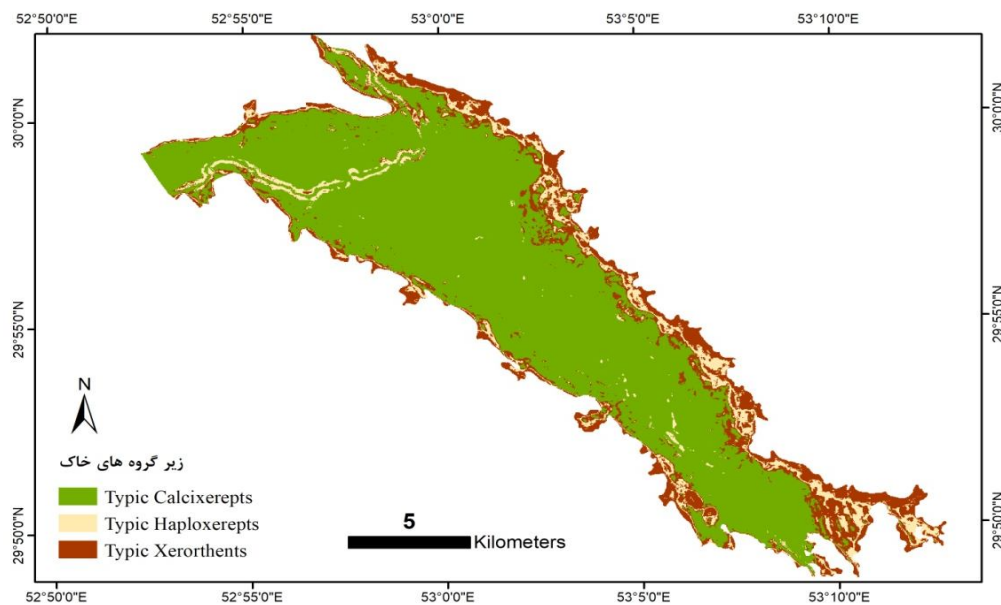 52°50'0"E 52°55'0"E 53°0'0"E 53°5'0"E 53°10'0"E
30°0'0"N 30°0'0"N
29°55'0"N 29°55'0"N
29°50'0"N 29°50'0"N
N
زیر گروه های خاک
Typic Calcixerepts
Typic Haploxerepts
Typic Xerorthents
5
Kilometers
52°50'0"E 52°55'0"E 53°0'0"E 53°5'0"E 53°10'0"E